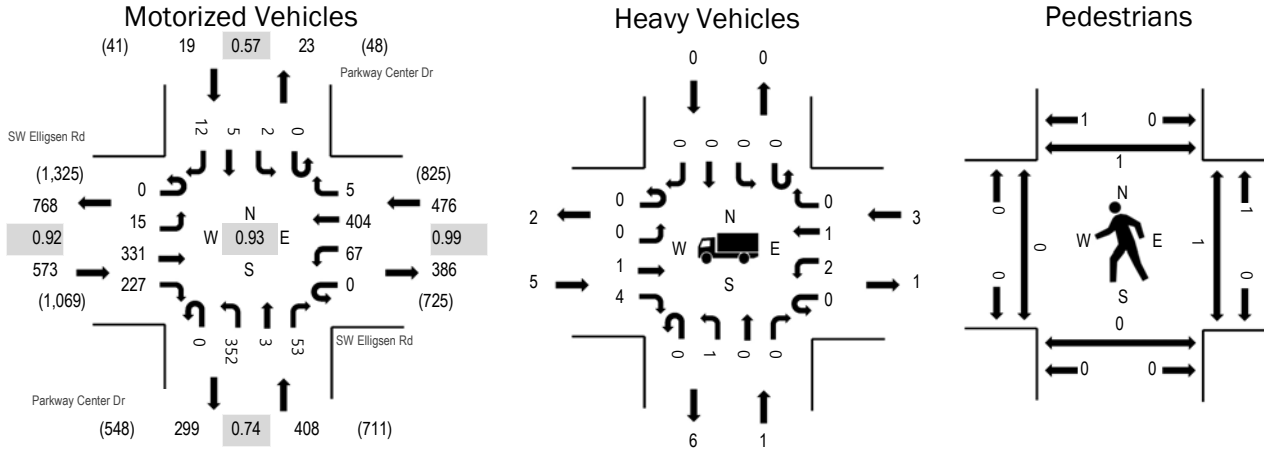 Motorized Vehicles
(41) 19 0.57 23 (48)
Parkway Center Dr
SW Elligsen Rd
12 5 2 0
(1,325) 0 5 (825)
768 15 N 404 476
0.92 W 0.93 E 0.99
573 331 S 67 386
(1,069) 227 0 (725)
0 352 3 53
SW Elligsen Rd
Parkway Center Dr
(548) 299 0.74 408 (711)
Heavy Vehicles
0 0
0 0 0 0
0 0
2 0 N 1 3
W E
5 1 S 2 1
4 0
0 1 0 0
6 1
Pedestrians
1 0
1
0 N 1
0 W E 1
0 S 0
0
0 0